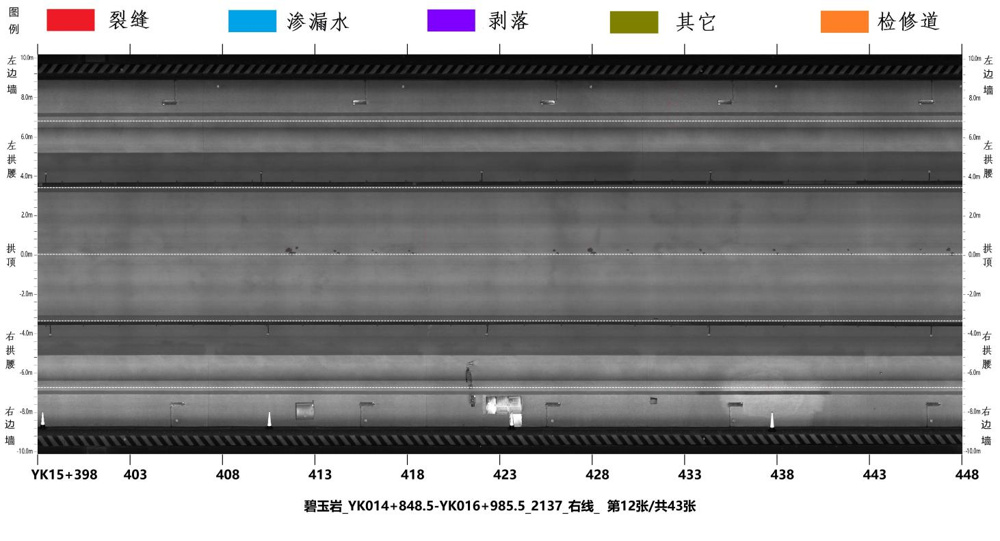 图例 裂缝 渗漏水 剥落 其它 检修道
左边墙 10.0m 10.0m 左边墙
8.0m 8.0m
左拱腰 6.0m 6.0m 左拱腰
4.0m 4.0m
2.0m 2.0m
拱顶 0.0m 0.0m 拱顶
-2.0m -2.0m
右拱腰 -4.0m -4.0m 右拱腰
-6.0m -6.0m
右边墙 -8.0m -8.0m 右边墙
-10.0m -10.0m
YK15+398 403 408 413 418 423 428 433 438 443 448
碧玉岩_YK014+848.5-YK016+985.5_2137_右线_ 第12张/共43张